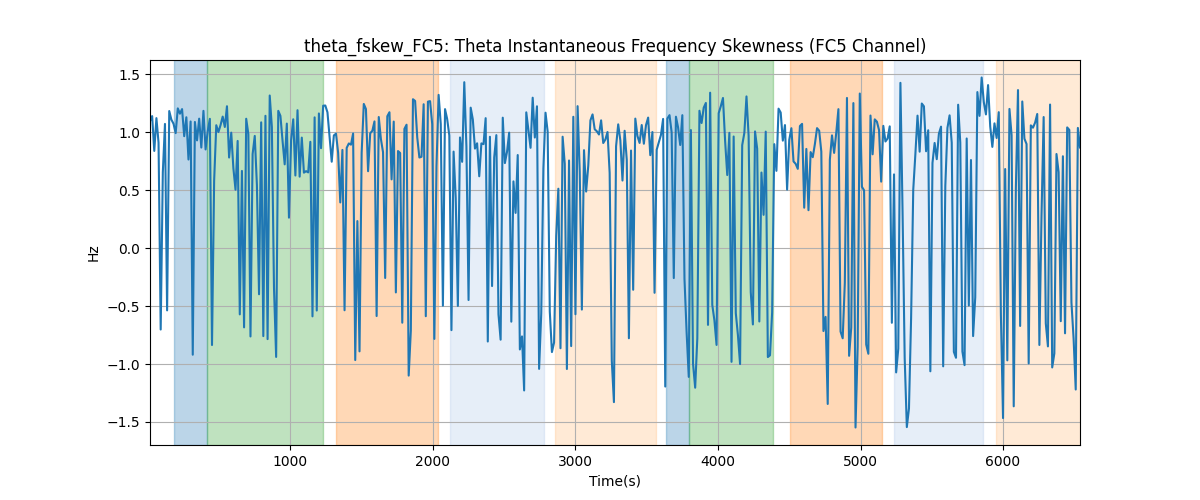 theta_fskew_FC5: Theta Instantaneous Frequency Skewness (FC5 Channel)
1.5
1.0
0.5
0.0
−0.5
−1.0
−1.5
Hz
1000 2000 3000 4000 5000 6000
Time(s)